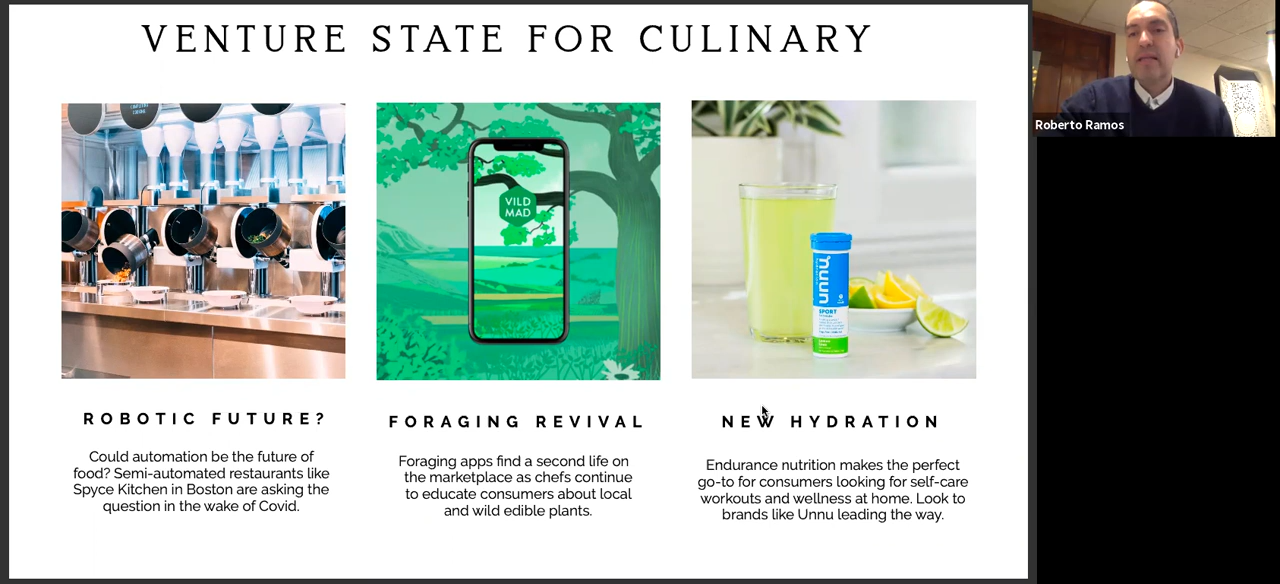 VENTURE STATE FOR CULINARY
Roberto Ramos
VILD
MAD
nuun
SPORT
ROBOTIC FUTURE?
Could automation be the future of
food? Semi-automated restaurants like
Spyce Kitchen in Boston are asking the
question in the wake of Covid.
FORAGING REVIVAL
Foraging apps find a second life on
the marketplace as chefs continue
to educate consumers about local
and wild edible plants.
NEW HYDRATION
Endurance nutrition makes the perfect
go-to for consumers looking for self-care
workouts and wellness at home. Look to
brands like Unnu leading the way.